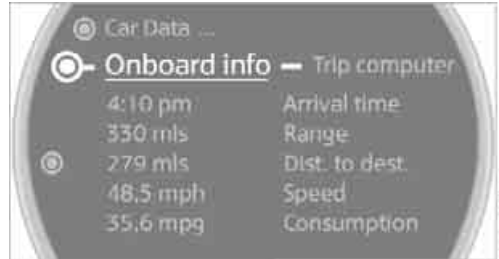 Car Data ...
Onboard info – Trip computer
4:10 pm Arrival time
330 mls Range
279 mls Dist. to dest.
48.5 mph Speed
35.6 mpg Consumption